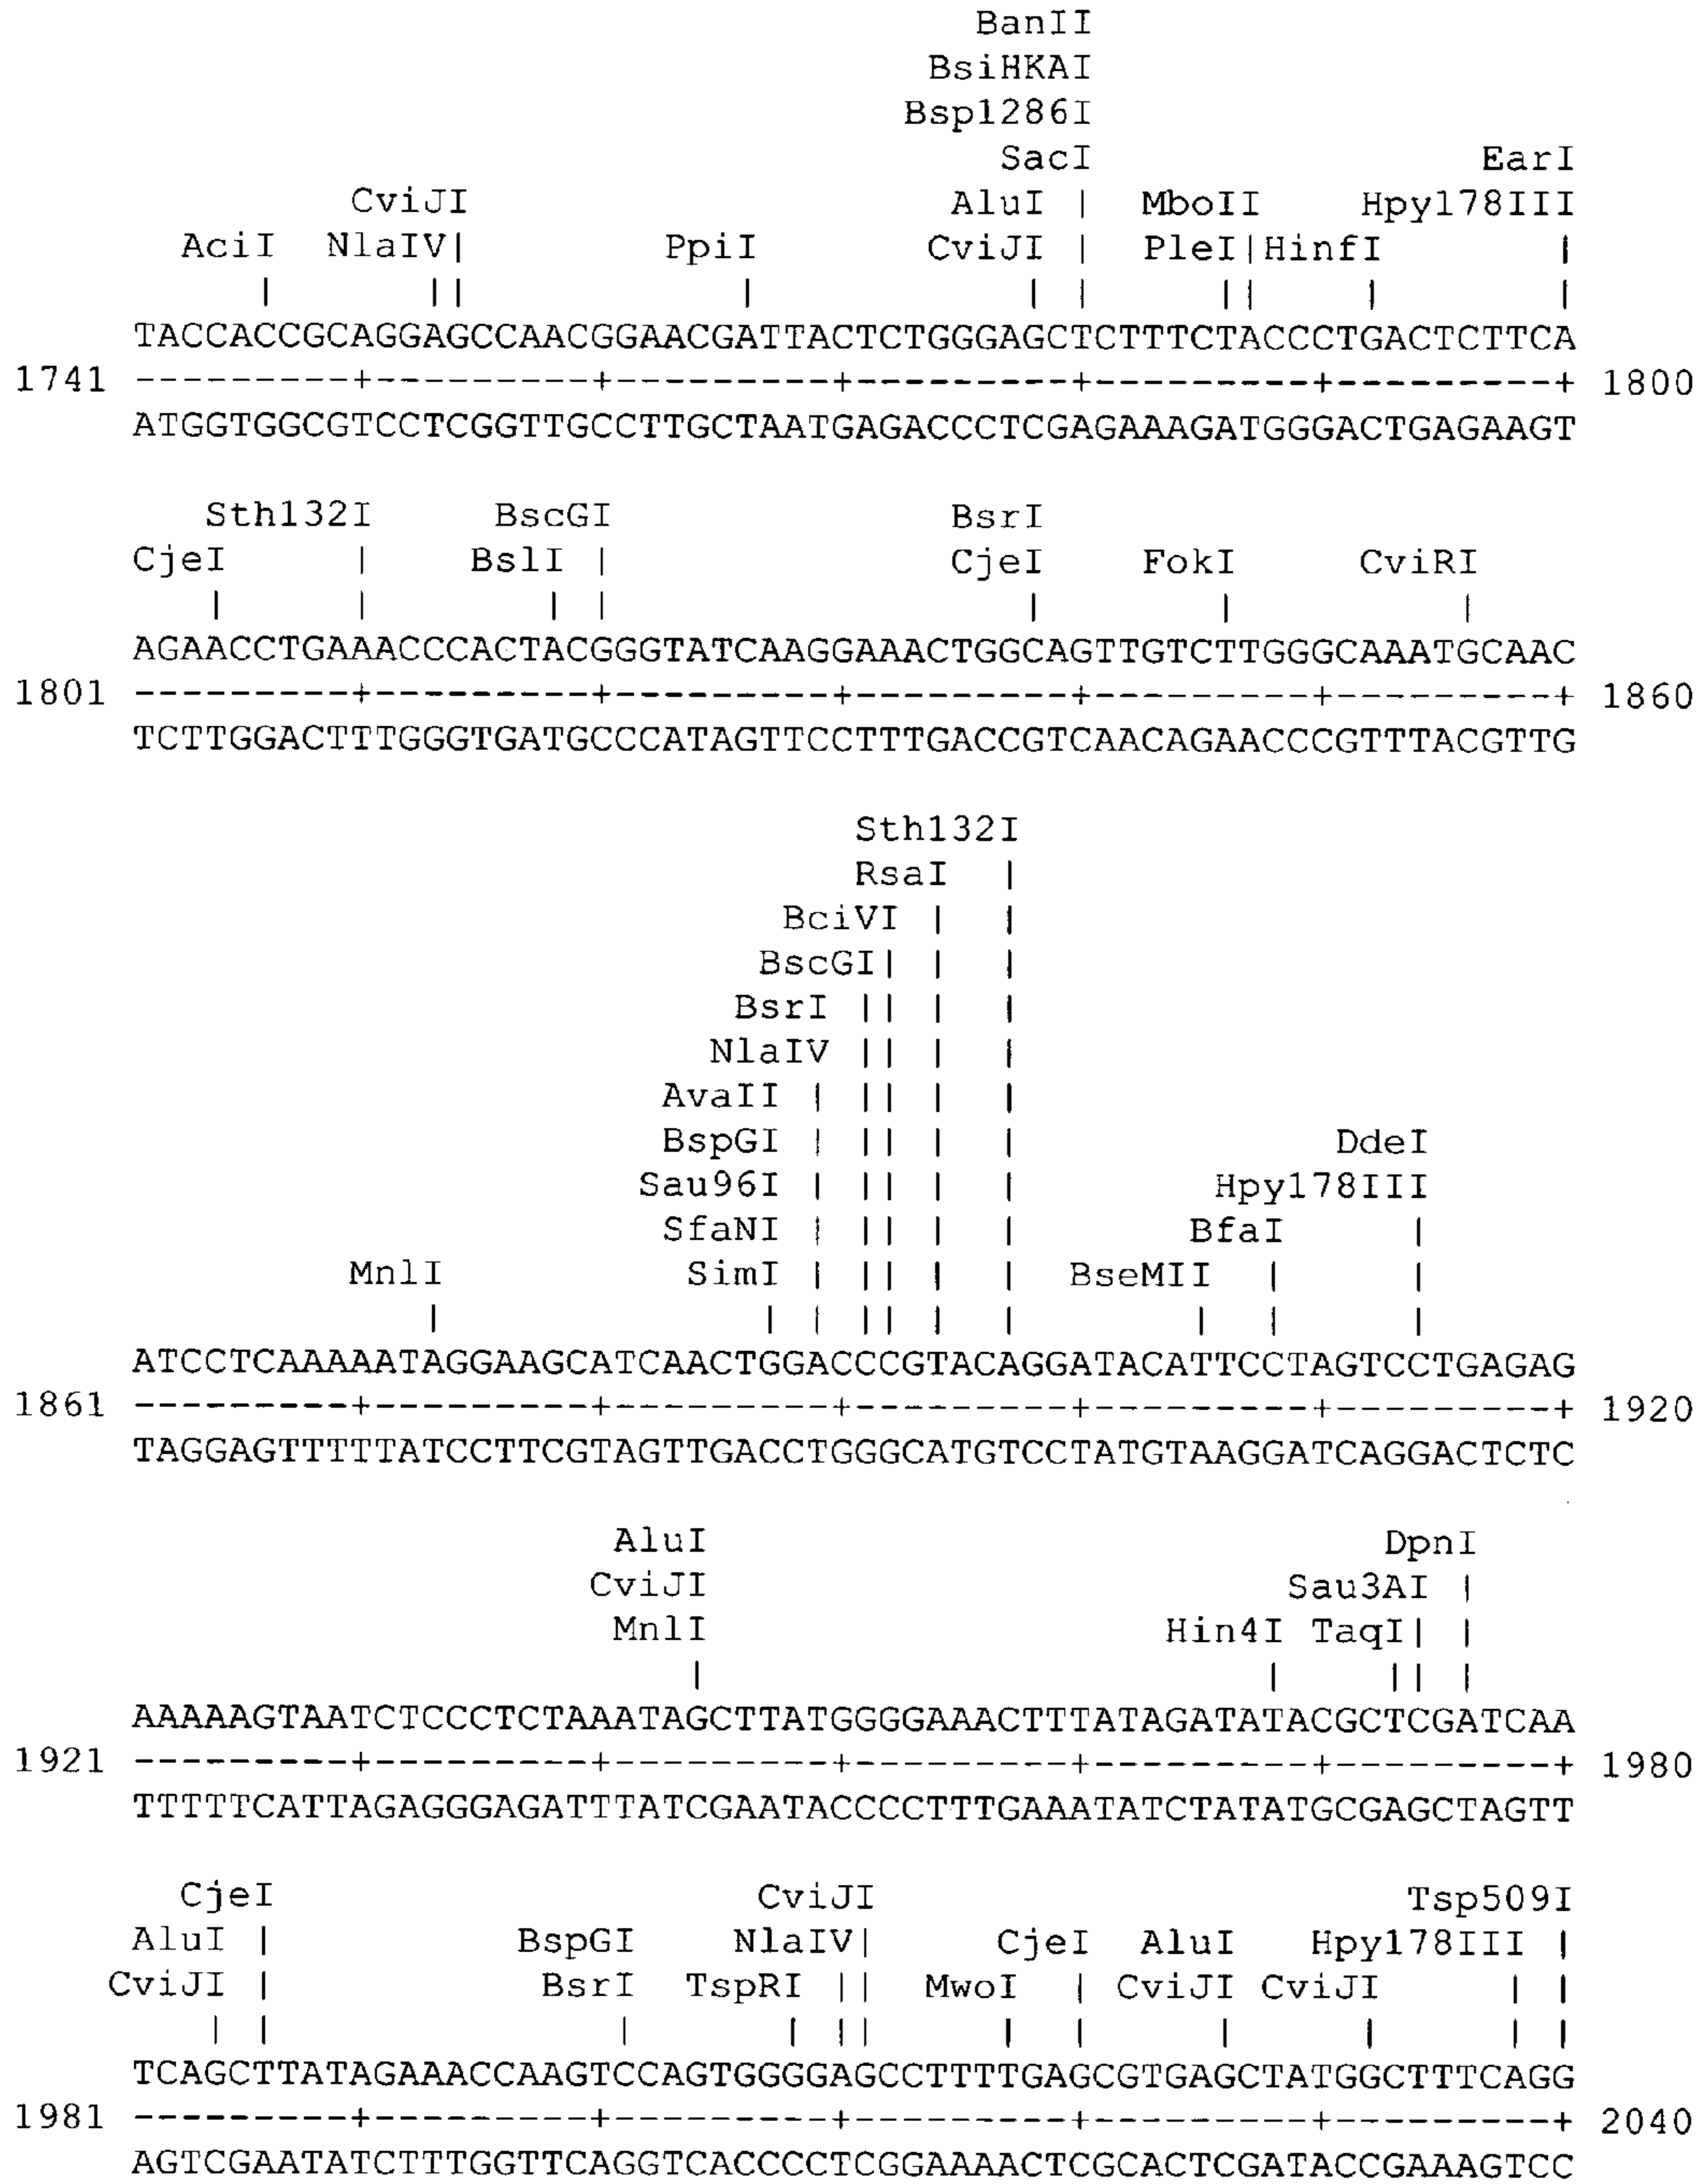 BanII
BsiHKAI
Bsp1286I
SacI EarI
CviJI AluI | MboII Hpy178III
AciI NlaIV| PpiI CviJI | PleI|HinfI |
| || | | | || | |
TACCACCGCAGGAGCCAACGGAACGATTACTCTGGGAGCTCTTTCTACCCTGACTCTTCA
1741 ---------+---------+---------+---------+---------+---------+ 1800
ATGGTGGCGTCCTCGGTTGCCTTGCTAATGAGACCCTCGAGAAAGATGGGACTGAGAAGT
Sth132I BscGI BsrI
CjeI | BslI | CjeI FokI CviRI
| | | | | | |
AGAACCTGAAACCCACTACGGGTATCAAGGAAACTGGCAGTTGTCTTGGGCAAATGCAAC
1801 ---------+---------+---------+---------+---------+---------+ 1860
TCTTGGACTTTGGGTGATGCCCATAGTTCCTTTGACCGTCAACAGAACCCGTTTACGTTG
Sth132I
RsaI |
BciVI | |
BscGI| | |
BsrI || | |
NlaIV || | |
AvaII | || | |
BspGI | || | | DdeI
Sau96I | || | | Hpy178III
SfaNI | || | | BfaI |
MnlI SimI | || | | BseMII | |
| | | || | | | | |
ATCCTCAAAAATAGGAAGCATCAACTGGACCCGTACAGGATACATTCCTAGTCCTGAGAG
1861 ---------+---------+---------+---------+---------+---------+ 1920
TAGGAGTTTTTATCCTTCGTAGTTGACCTGGGCATGTCCTATGTAAGGATCAGGACTCTC
AluI DpnI
CviJI Sau3AI |
MnlI Hin4I TaqI| |
| | || |
AAAAAGTAATCTCCCTCTAAATAGCTTATGGGGAAACTTTATAGATATACGCTCGATCAA
1921 ---------+---------+---------+---------+---------+---------+ 1980
TTTTTCATTAGAGGGAGATTTATCGAATACCCCTTTGAAATATCTATATGCGAGCTAGTT
CjeI CviJI Tsp509I
AluI | BspGI NlaIV| CjeI AluI Hpy178III |
CviJI | BsrI TspRI || MwoI | CviJI CviJI | |
| | | | || | | | | | |
TCAGCTTATAGAAACCAAGTCCAGTGGGGAGCCTTTTGAGCGTGAGCTATGGCTTTCAGG
1981 ---------+---------+---------+---------+---------+---------+ 2040
AGTCGAATATCTTTGGTTCAGGTCACCCCTCGGAAAACTCGCACTCGATACCGAAAGTCC